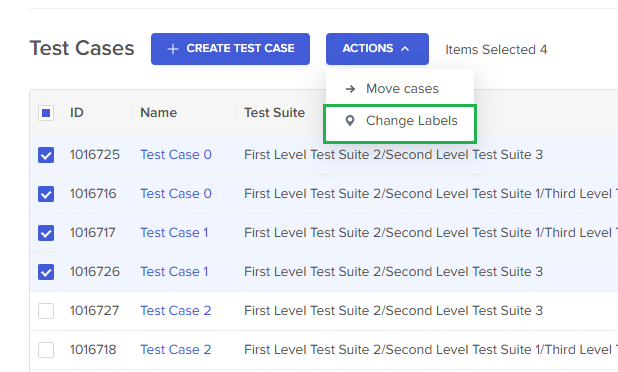 Test Cases
CREATE TEST CASE
ACTIONS
Items Selected 4
Move cases
Change Labels
ID Name Test Suite
1016725 Test Case 0 First Level Test Suite 2/Second Level Test Suite 3
1016716 Test Case 0 First Level Test Suite 2/Second Level Test Suite 1/Third Level
1016717 Test Case 1 First Level Test Suite 2/Second Level Test Suite 1/Third Level
1016726 Test Case 1 First Level Test Suite 2/Second Level Test Suite 3
1016727 Test Case 2 First Level Test Suite 2/Second Level Test Suite 3
1016718 Test Case 2 First Level Test Suite 2/Second Level Test Suite 1/Third Level